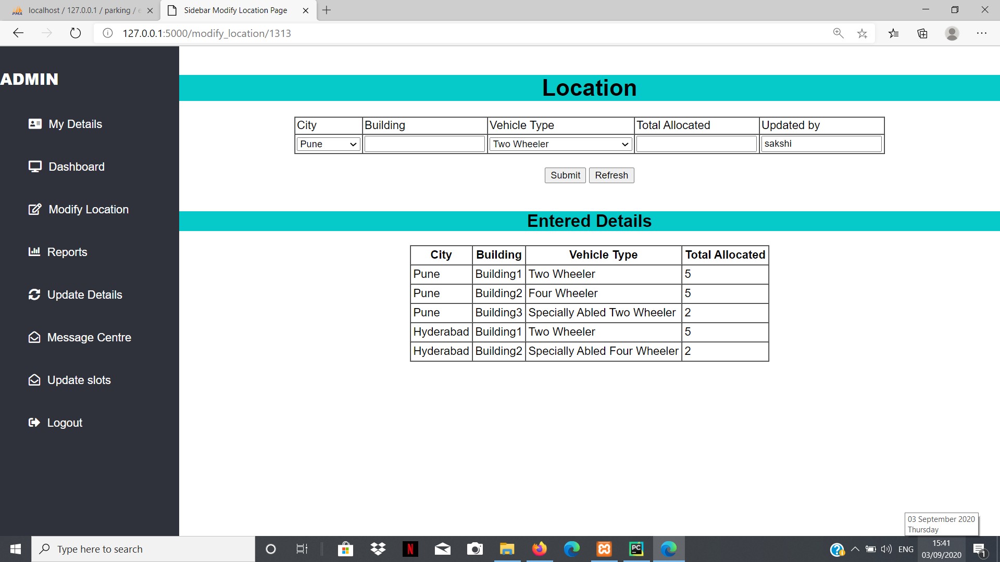 PMA localhost / 127.0.0.1 / parking /
Sidebar Modify Location Page
127.0.0.1:5000/modify_location/1313
ADMIN
My Details
Dashboard
Modify Location
Reports
Update Details
Message Centre
Update slots
Logout
Location
City Building Vehicle Type Total Allocated Updated by
Pune Two Wheeler sakshi
Submit Refresh
Entered Details
City Building Vehicle Type Total Allocated
Pune Building1 Two Wheeler 5
Pune Building2 Four Wheeler 5
Pune Building3 Specially Abled Two Wheeler 2
Hyderabad Building1 Two Wheeler 5
Hyderabad Building2 Specially Abled Four Wheeler 2
03 September 2020
Thursday
Type here to search
N
PC
ENG
15:41
03/09/2020
1